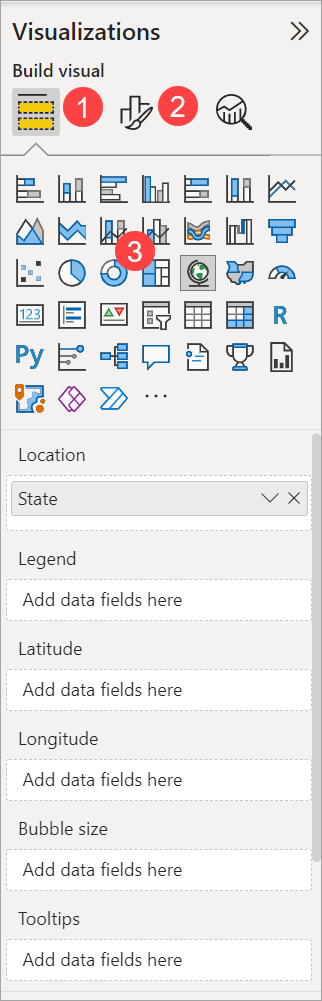 Visualizations
Build visual
1
2
3
123
R
Py
Location
State
Legend
Add data fields here
Latitude
Add data fields here
Longitude
Add data fields here
Bubble size
Add data fields here
Tooltips
Add data fields here